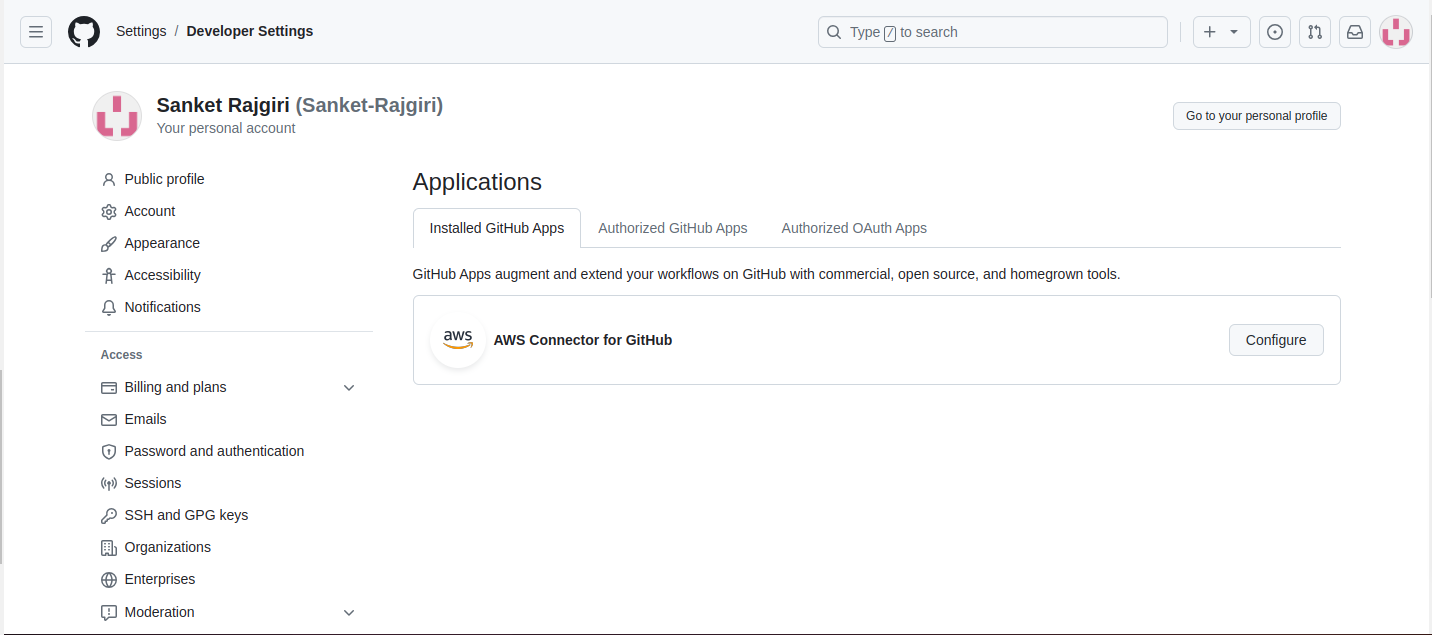 Settings / Developer Settings
Type / to search
Sanket Rajgiri (Sanket-Rajgiri)
Your personal account
Go to your personal profile
Public profile
Account
Appearance
Accessibility
Notifications
Access
Billing and plans
Emails
Password and authentication
Sessions
SSH and GPG keys
Organizations
Enterprises
Moderation
Applications
Installed GitHub Apps
Authorized GitHub Apps
Authorized OAuth Apps
GitHub Apps augment and extend your workflows on GitHub with commercial, open source, and homegrown tools.
aws
AWS Connector for GitHub
Configure